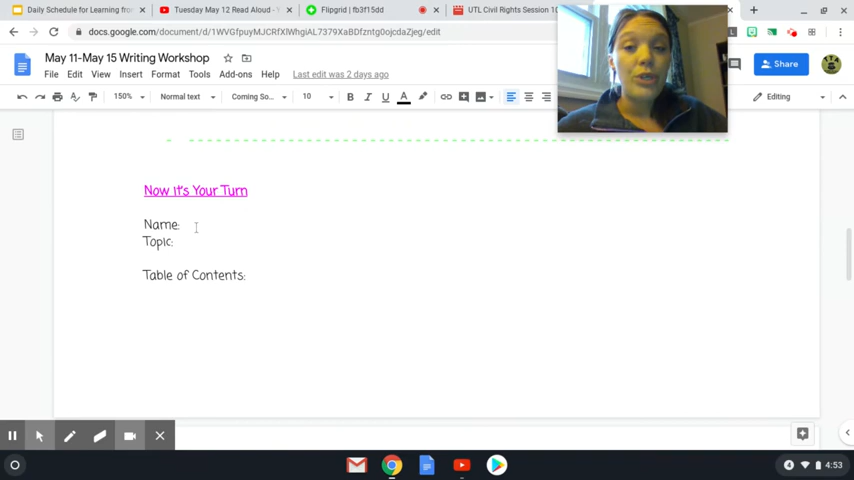 Daily Schedule for Learning from
Tuesday May 12 Read Aloud -
Flipgrid | fb3f15dd
UTL Civil Rights Session 10
docs.google.com/document/d/1WVGfpuyMJCRfXlWhgiAL7379XaBDfzntg0ojcdaZjeg/edit
May 11-May 15 Writing Workshop
File Edit View Insert Format Tools Add-ons Help Last edit was 2 days ago
Share
150% Normal text Coming So... 10 B I U A Editing
Now It's Your Turn
Name:
Topic:
Table of Contents:
4 4:53